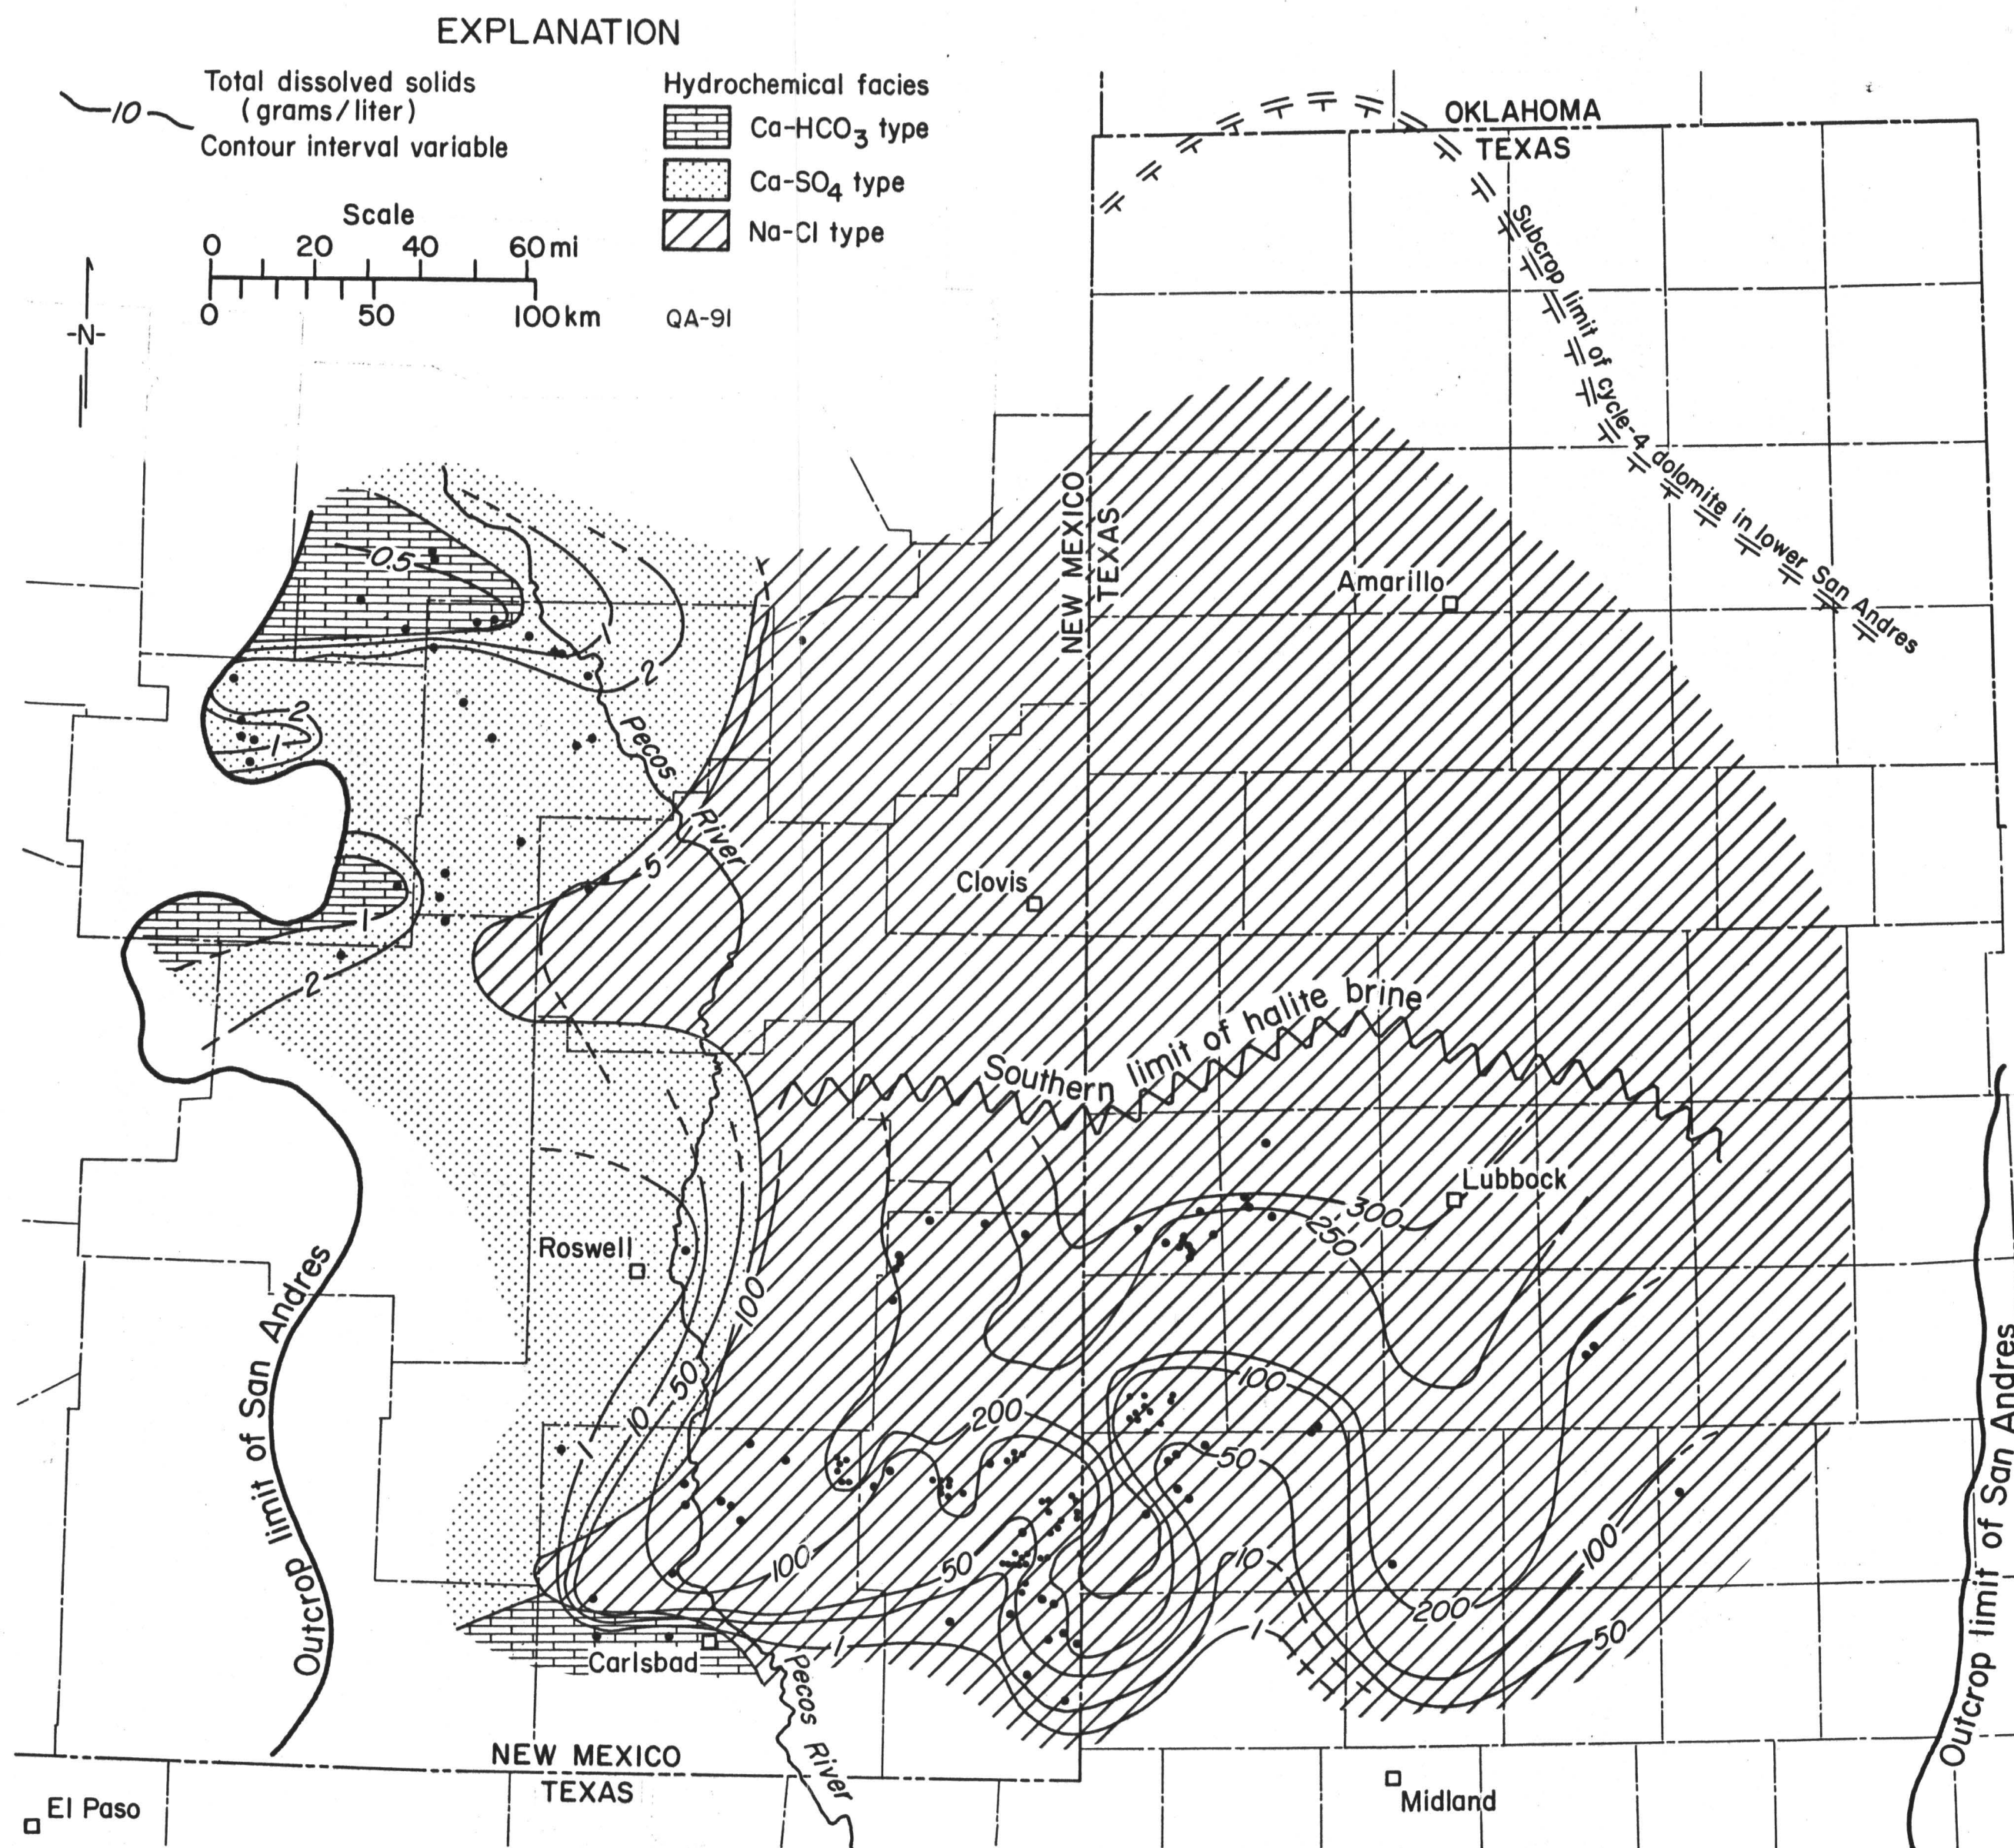 EXPLANATION
Total dissolved solids
(grams/liter)
Contour interval variable
10
Hydrochemical facies
Ca-HCO3 type
Ca-SO4 type
Na-Cl type
Scale
0 20 40 60 mi
0 50 100 km
QA-91
-N-
OKLAHOMA
TEXAS
Subcrop limit of cycle-4 dolomite in lower San Andres
NEW MEXICO
TEXAS
Amarillo
0.5
1
2
2
1
Pecos River
5
Clovis
1
2
Southern limit of halite brine
Lubbock
300
250
Roswell
100
50
10
1
Outcrop limit of San Andres
200
100
50
100
50
10
1
1
200
100
50
Carlsbad
Pecos River
Outcrop limit of San Andres
NEW MEXICO
TEXAS
El Paso
Midland